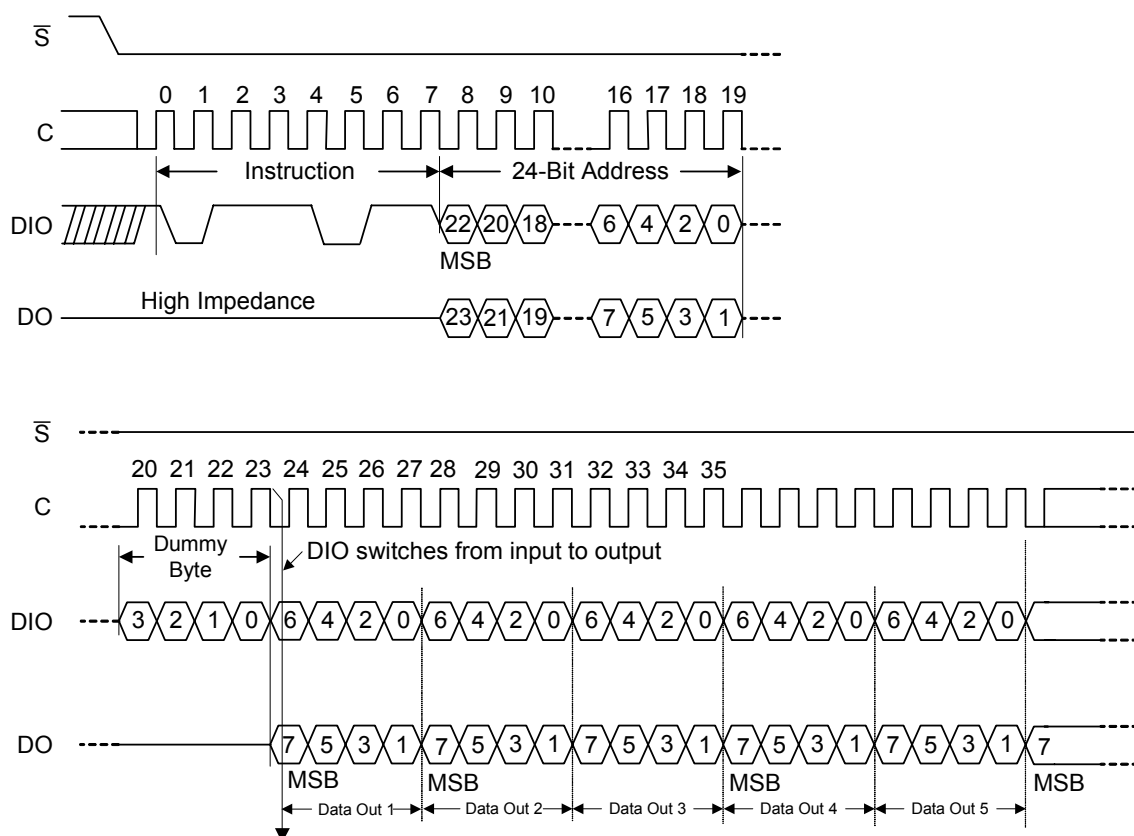 S
0 1 2 3 4 5 6 7 8 9 10 16 17 18 19
C
Instruction 24-Bit Address
DIO 22 20 18 6 4 2 0
MSB
High Impedance
DO 23 21 19 7 5 3 1
S
20 21 22 23 24 25 26 27 28 29 30 31 32 33 34 35
C
Dummy
Byte
DIO switches from input to output
DIO 3 2 1 0 6 4 2 0 6 4 2 0 6 4 2 0 6 4 2 0 6 4 2 0
DO 7 5 3 1 7 5 3 1 7 5 3 1 7 5 3 1 7 5 3 1 7
MSB MSB MSB MSB
Data Out 1 Data Out 2 Data Out 3 Data Out 4 Data Out 5